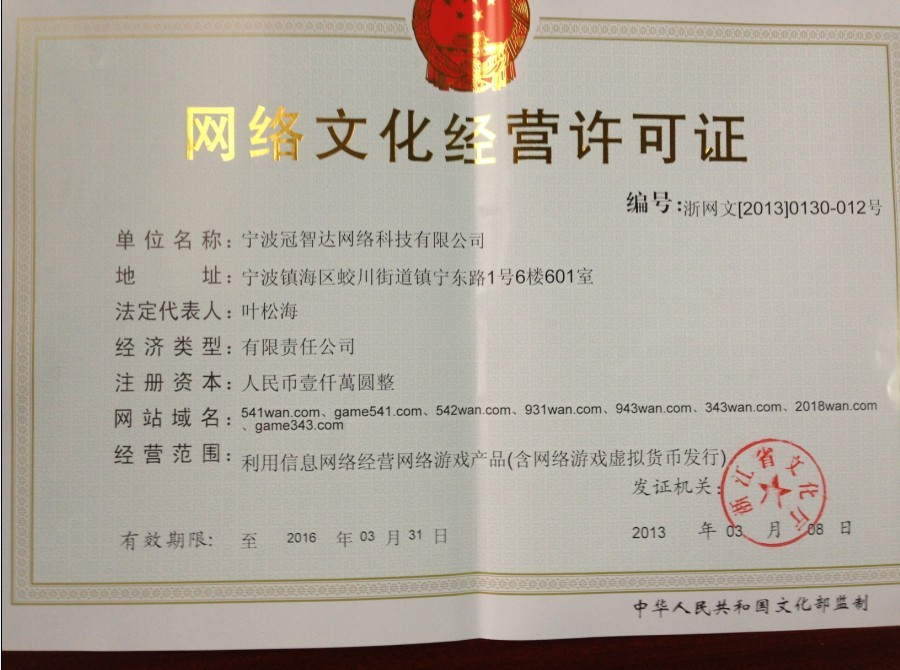 网络文化经营许可证
编号:浙网文[2013]0130-012号
单位名称:宁波冠智达网络科技有限公司
地址:宁波镇海区蛟川街道镇宁东路1号6楼601室
法定代表人:叶松海
经济类型:有限责任公司
注册资本:人民币壹仟萬圆整
网站域名:541wan.com、game541.com、542wan.com、931wan.com、943wan.com、343wan.com、2018wan.com
、game343.com
经营范围:利用信息网络经营网络游戏产品(含网络游戏虚拟货币发行)
发证机关:
浙江省文化厅
有效期限:至 2016 年 03 月 31 日
2013 年 03 月 08 日
中华人民共和国文化部监制